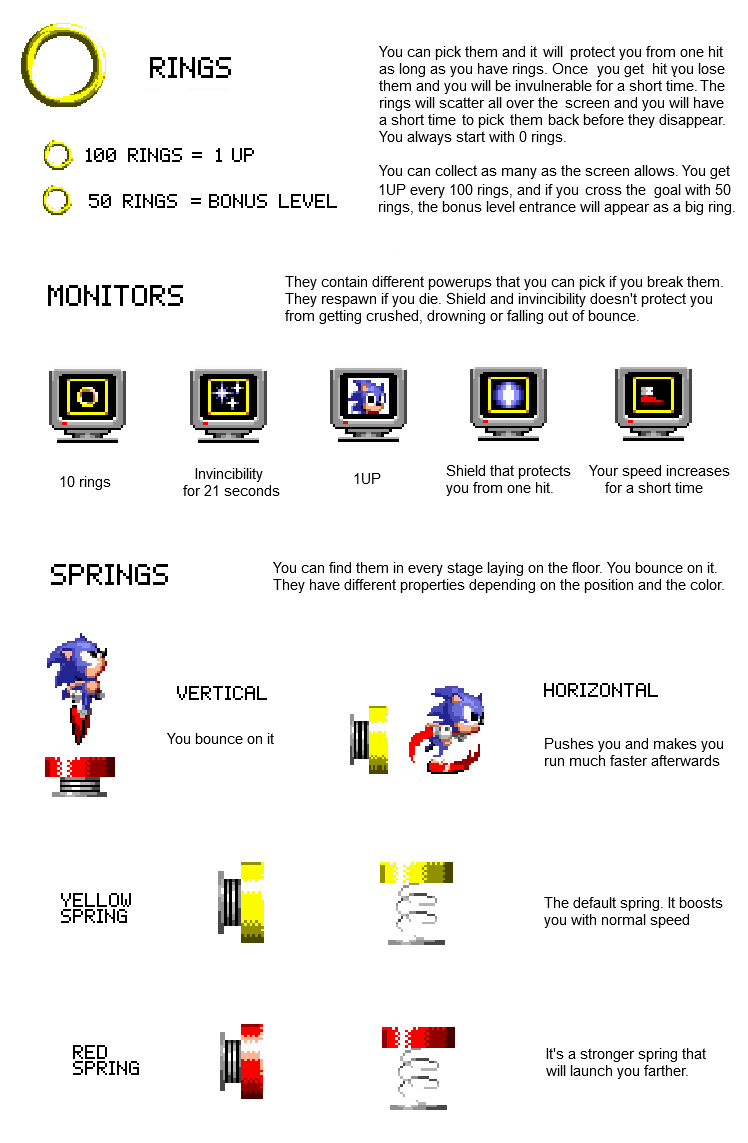 RINGS
You can pick them and it will protect you from one hit
as long as you have rings. Once you get hit you lose
them and you will be invulnerable for a short time. The
rings will scatter all over the screen and you will have
a short time to pick them back before they disappear.
You always start with 0 rings.
100 RINGS = 1 UP
50 RINGS = BONUS LEVEL
You can collect as many as the screen allows. You get
1UP every 100 rings, and if you cross the goal with 50
rings, the bonus level entrance will appear as a big ring.
MONITORS
They contain different powerups that you can pick if you break them.
They respawn if you die. Shield and invincibility doesn't protect you
from getting crushed, drowning or falling out of bounce.
10 rings
Invincibility
for 21 seconds
1UP
Shield that protects
you from one hit.
Your speed increases
for a short time
SPRINGS
You can find them in every stage laying on the floor. You bounce on it.
They have different properties depending on the position and the color.
VERTICAL
You bounce on it
HORIZONTAL
Pushes you and makes you
run much faster afterwards
YELLOW
SPRING
The default spring. It boosts
you with normal speed
RED
SPRING
It's a stronger spring that
will launch you farther.